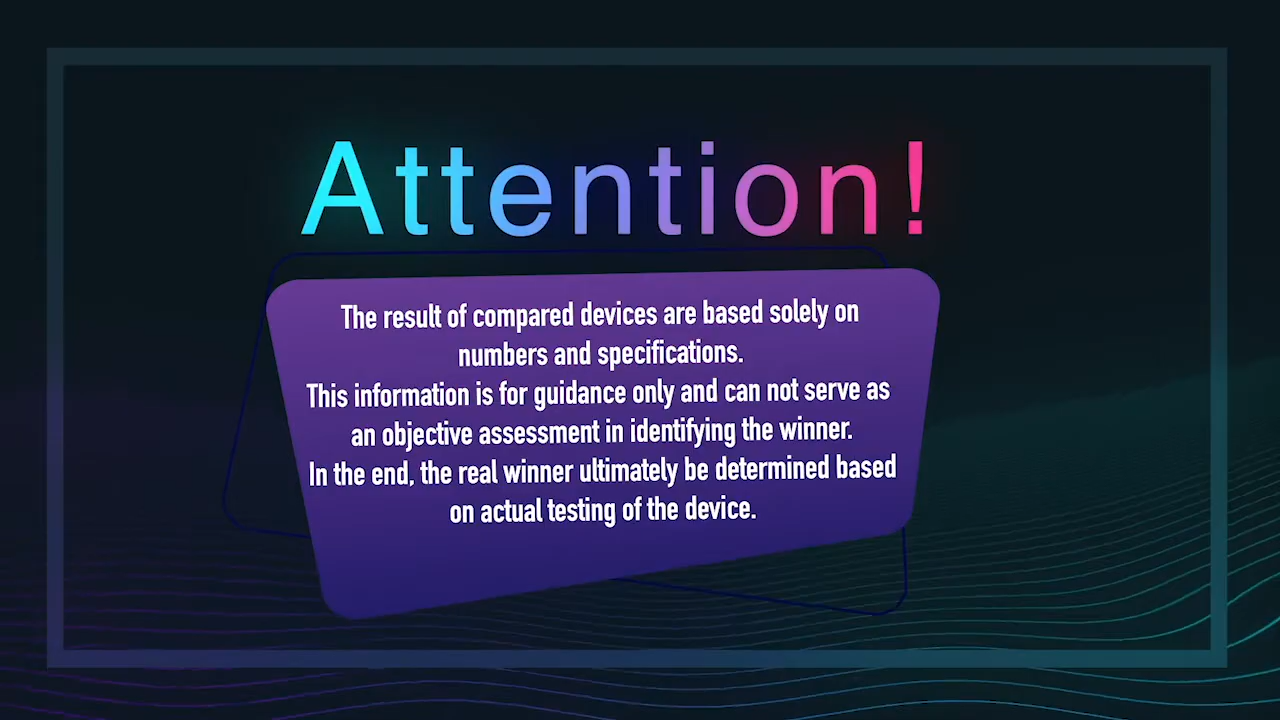 Attention!
The result of compared devices are based solely on
numbers and specifications.
This information is for guidance only and can not serve as
an objective assessment in identifying the winner.
In the end, the real winner ultimately be determined based
on actual testing of the device.